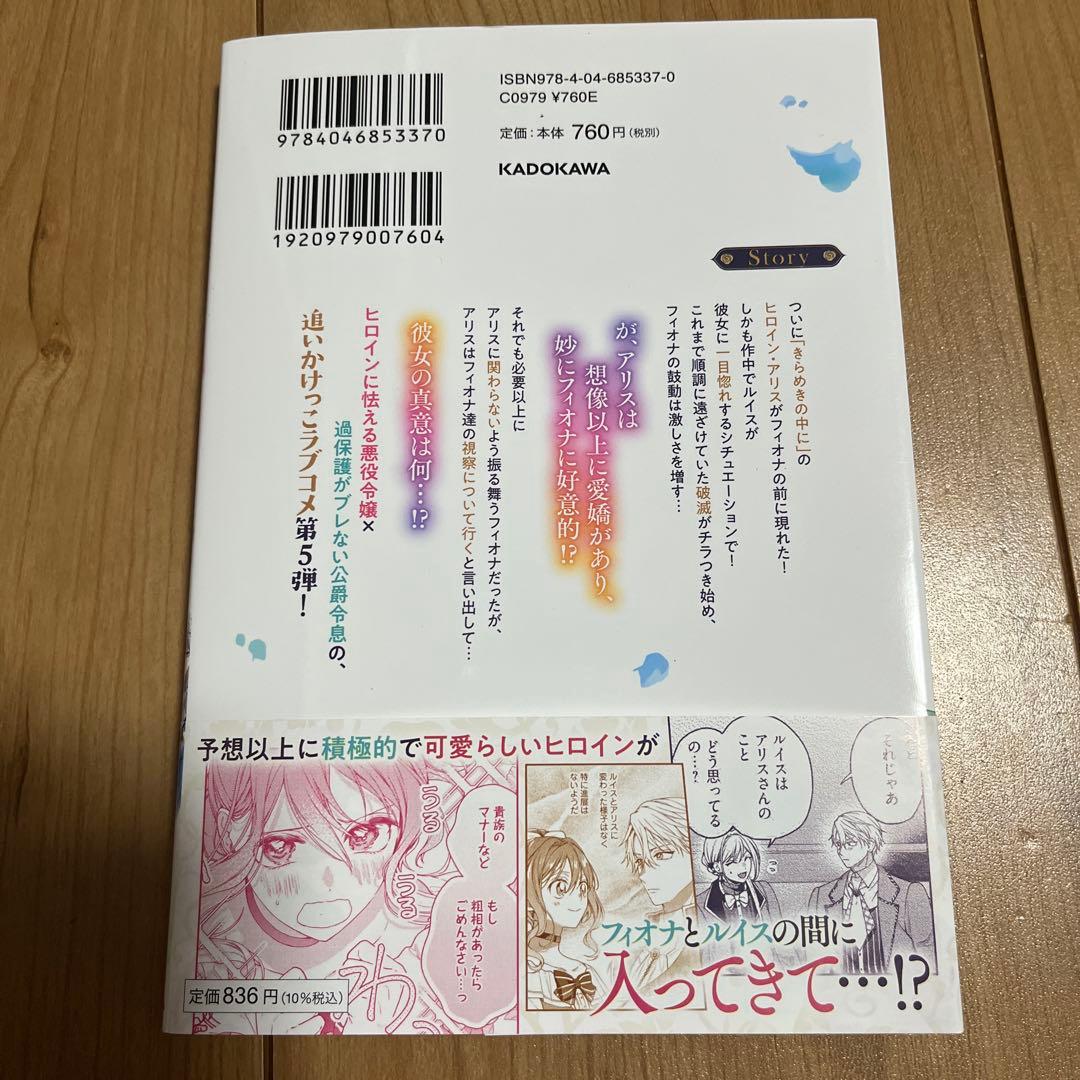 ISBN978-4-04-685337-0
C0979 ¥760E
定価：本体 760円（税別）
KADOKAWA
9784046853370
1920979007604
Story
ついに「きらめきの中に」の
ヒロイン・アリスがフィオナの前に現れた！
しかも作中でルイスが
彼女に一目惚れするシチュエーションで！
これまで順調に遠ざけていた破滅がチラつき始め、
フィオナの鼓動は激しさを増す…
が、アリスは
想像以上に愛嬌があり、
妙にフィオナに好意的!?
それでも必要以上に
アリスに関わらないよう振る舞うフィオナだったが、
アリスはフィオナ達の視察について行くと言い出して…
彼女の真意は何…!?
ヒロインに怯える悪役令嬢×
過保護がブレない公爵令息の、
追いかけっこラブコメ第5弾！
予想以上に積極的で可愛らしいヒロインが
それじゃあ
ルイスは
アリスさんの
こと
どう思ってる
の…?
ルイスとアリスに
変わった様子はなく
特に進展は
ないようだ
貴族の
マナーなど
もし
粗相があったら
ごめんなさい…っ
うる
うる
わっ
フィオナとルイスの間に
入ってきて…!?
定価836円（10％税込）